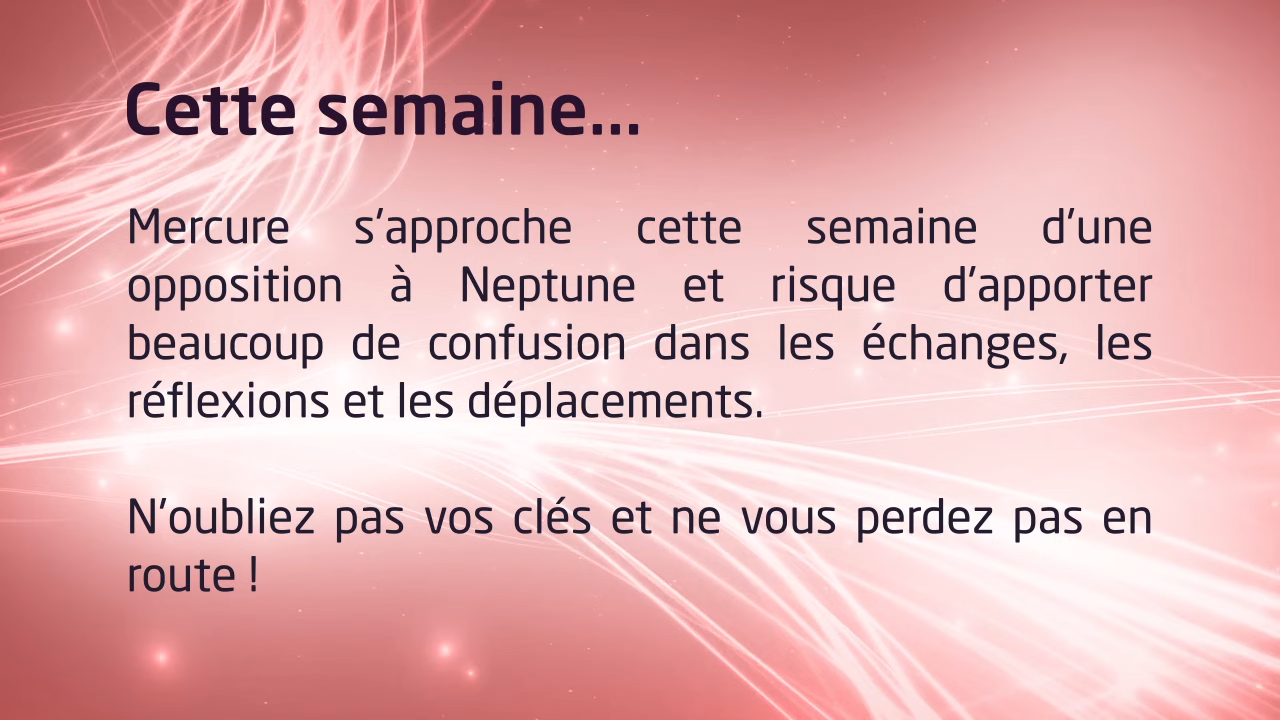 Cette semaine...
Mercure s'approche cette semaine d'une
opposition à Neptune et risque d'apporter
beaucoup de confusion dans les échanges, les
réflexions et les déplacements.
N'oubliez pas vos clés et ne vous perdez pas en
route !